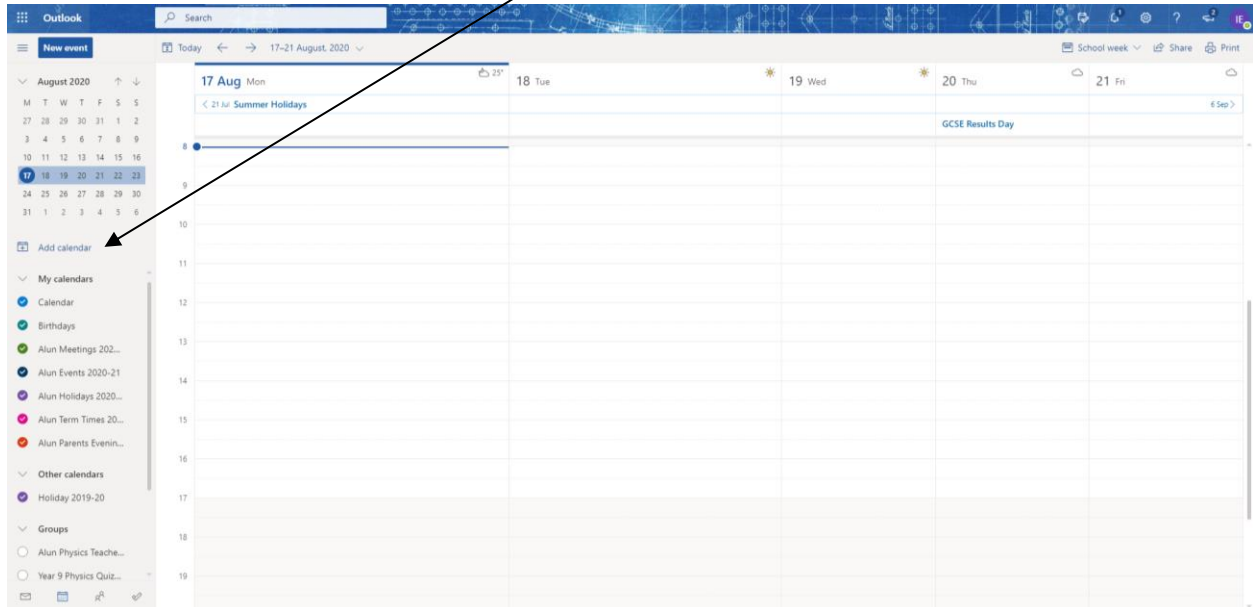 Outlook
Search
IE
New event
Today
17–21 August, 2020
School week
Share
Print
August 2020
M T W T F S S
27 28 29 30 31 1 2
3 4 5 6 7 8 9
10 11 12 13 14 15 16
17 18 19 20 21 22 23
24 25 26 27 28 29 30
31 1 2 3 4 5 6
Add calendar
My calendars
Calendar
Birthdays
Alun Meetings 202...
Alun Events 2020-21
Alun Holidays 2020...
Alun Term Times 20...
Alun Parents Evenin...
Other calendars
Holiday 2019-20
Groups
Alun Physics Teache...
Year 9 Physics Quiz...
17 Aug Mon
25°
18 Tue
19 Wed
20 Thu
21 Fri
21 Jul Summer Holidays
6 Sep
GCSE Results Day
8
9
10
11
12
13
14
15
16
17
18
19